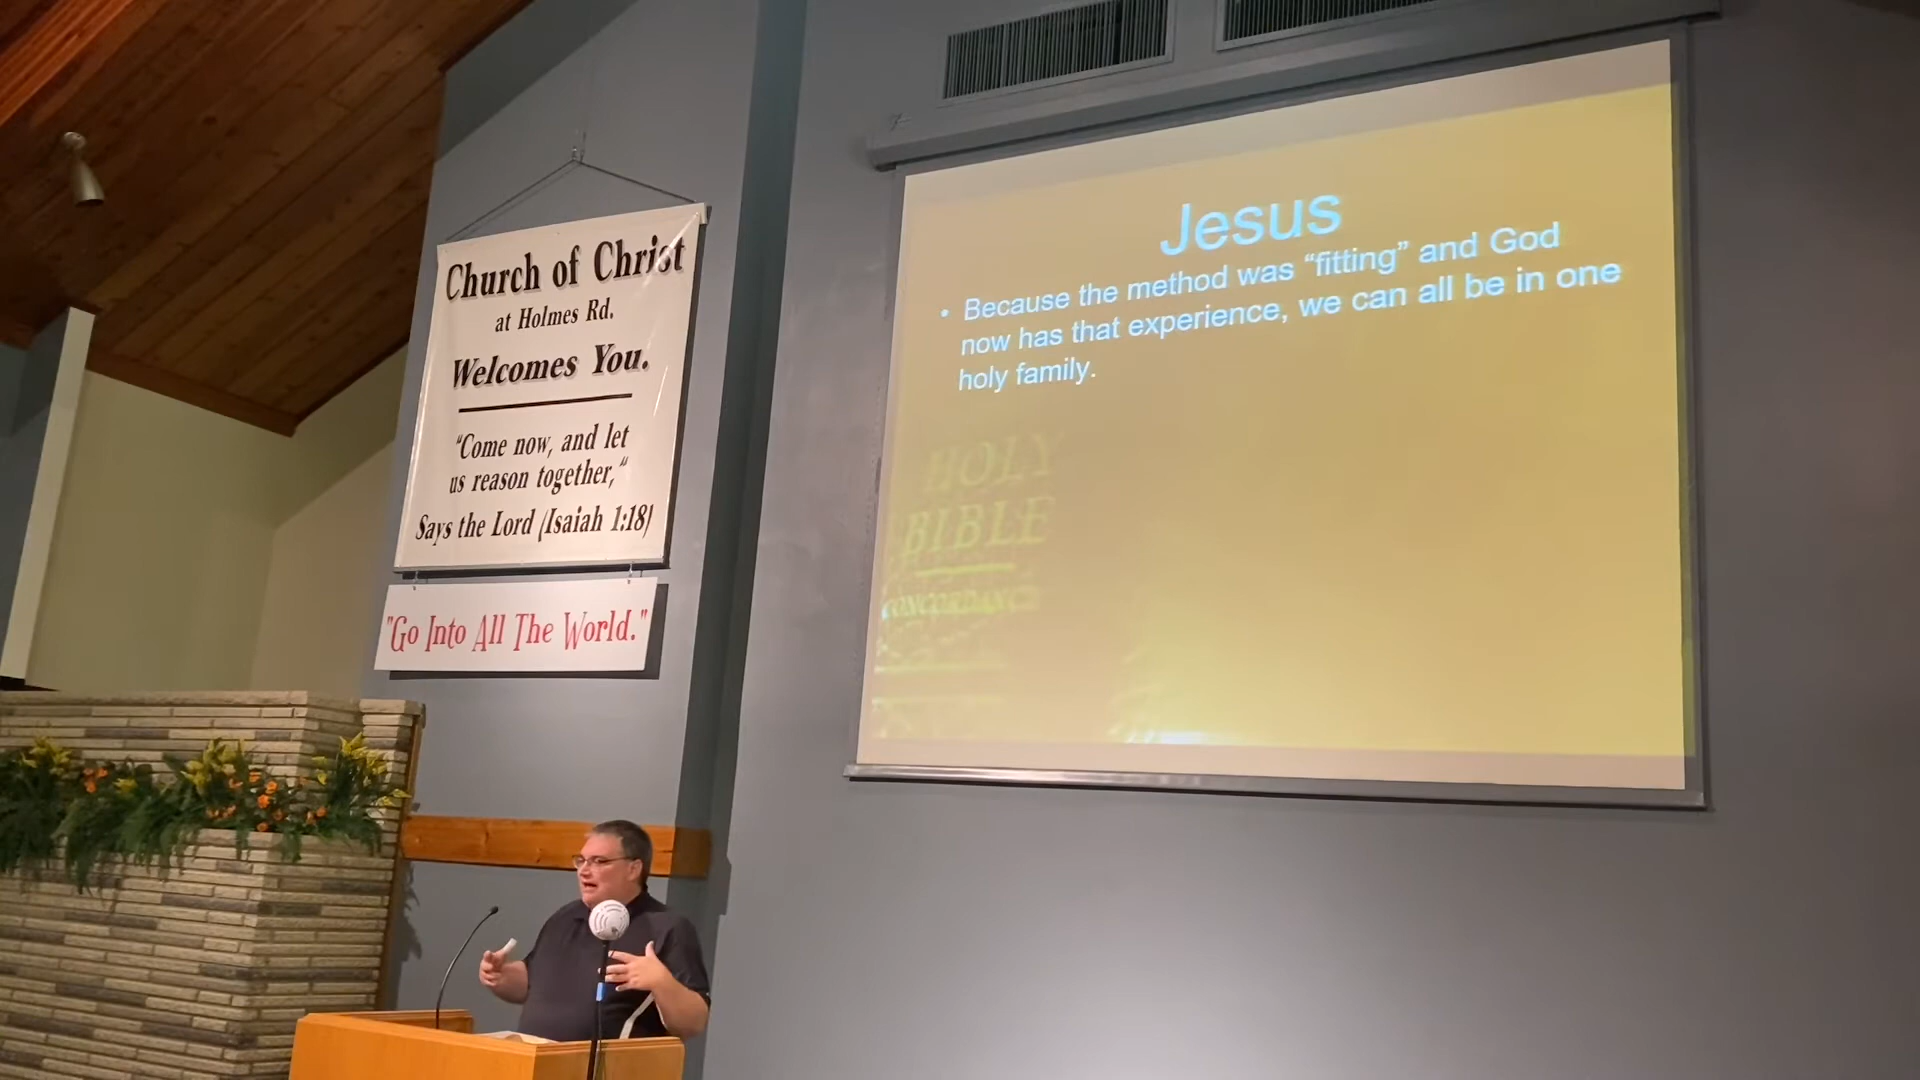 Church of Christ
at Holmes Rd.
Welcomes You.
"Come now, and let
us reason together,"
Says the Lord (Isaiah 1:18)
"Go Into All The World."
Jesus
• Because the method was “fitting” and God
now has that experience, we can all be in one
holy family.
HOLY
BIBLE
CONCORDANCE